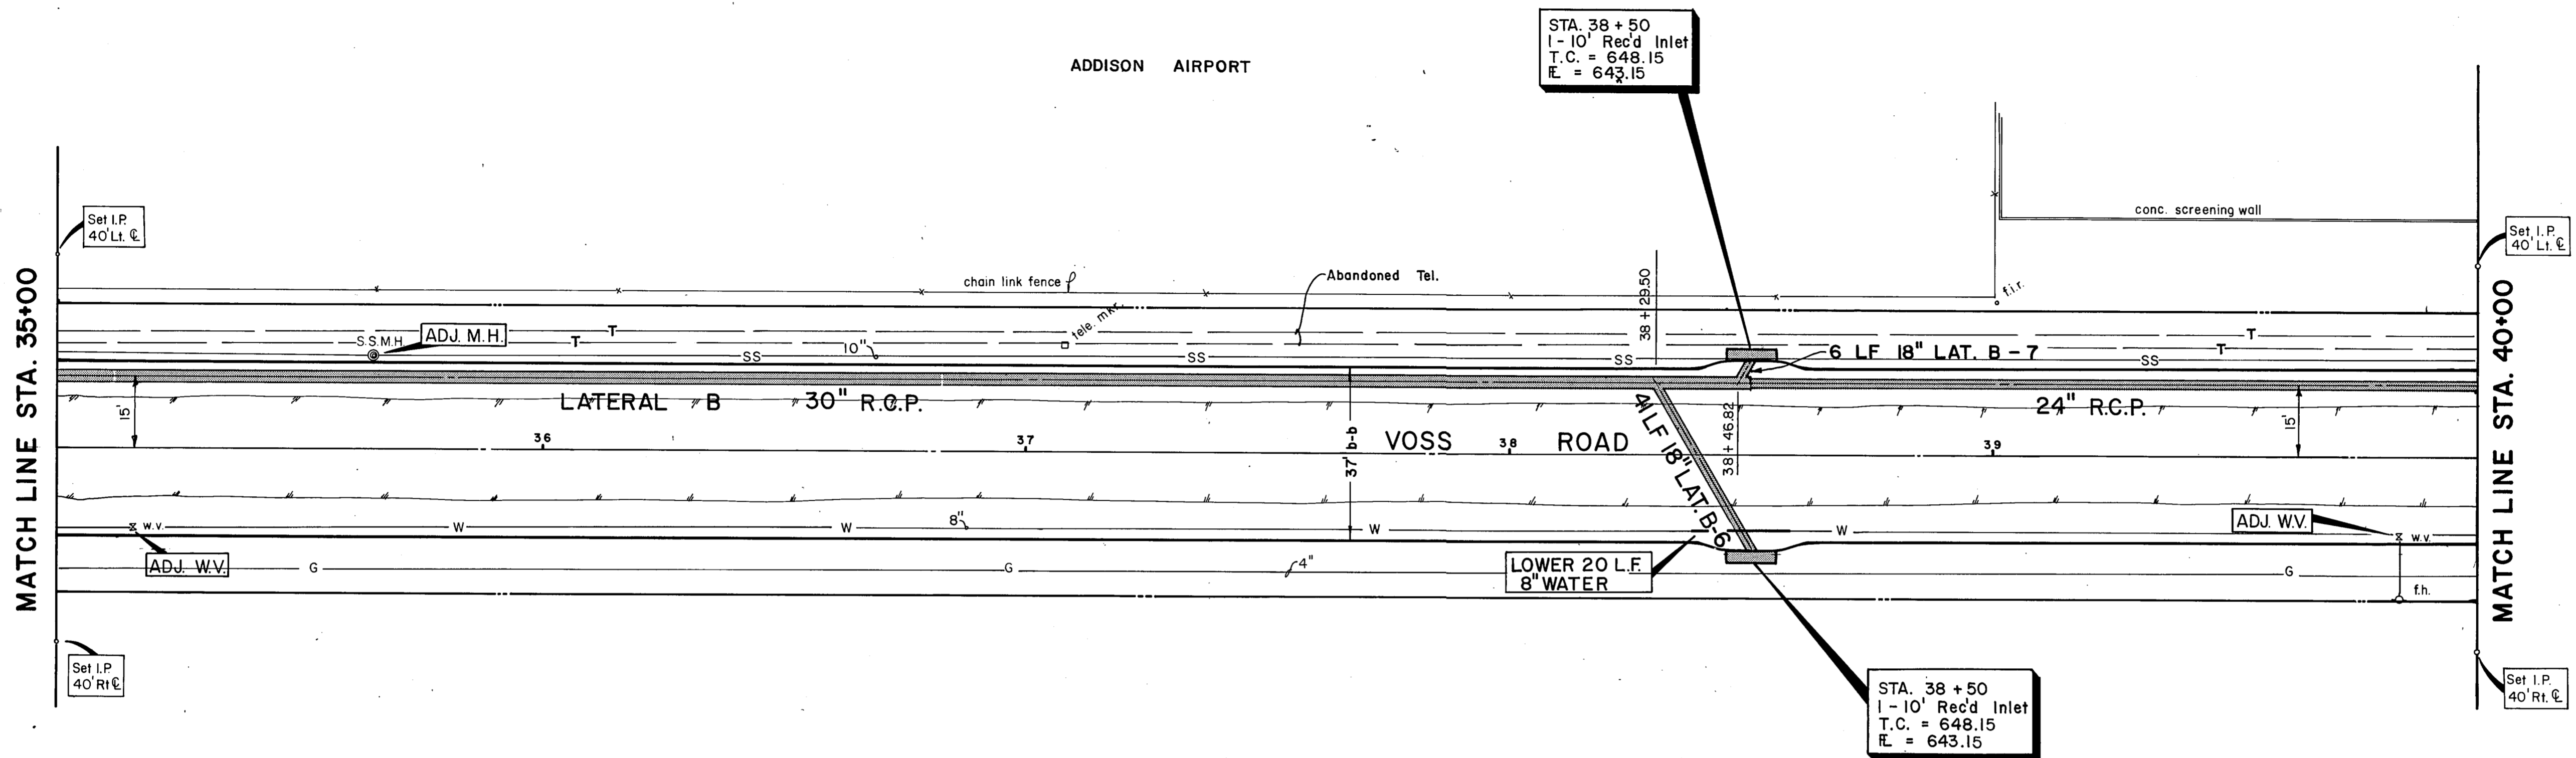 STA. 38 + 50
1 - 10' Rec'd Inlet
T.C. = 648.15
FL = 643.15
ADDISON AIRPORT
conc. screening wall
Set I.P.
40' Lt. ℄
Set I.P.
40' Lt. ℄
MATCH LINE STA. 35+00
MATCH LINE STA. 40+00
chain link fence
Abandoned Tel.
38 + 29.50
f.i.r.
tele. mkr.
T
T
T
T
S.S.M.H
ADJ. M.H.
10"
SS
SS
SS
SS
6 LF 18" LAT. B - 7
15'
LATERAL B 30" R.C.P.
24" R.C.P.
15'
41 LF 18" LAT. B-6
38 + 46.82
36
37
38
39
37' b-b
VOSS ROAD
w.v.
W
W
8"
W
W
ADJ. W.V.
w.v.
ADJ. W.V.
G
G
4"
G
LOWER 20 L.F.
8" WATER
f.h.
Set I.P.
40' Rt ℄
Set I.P.
40' Rt. ℄
STA. 38 + 50
1 - 10' Rec'd Inlet
T.C. = 648.15
FL = 643.15